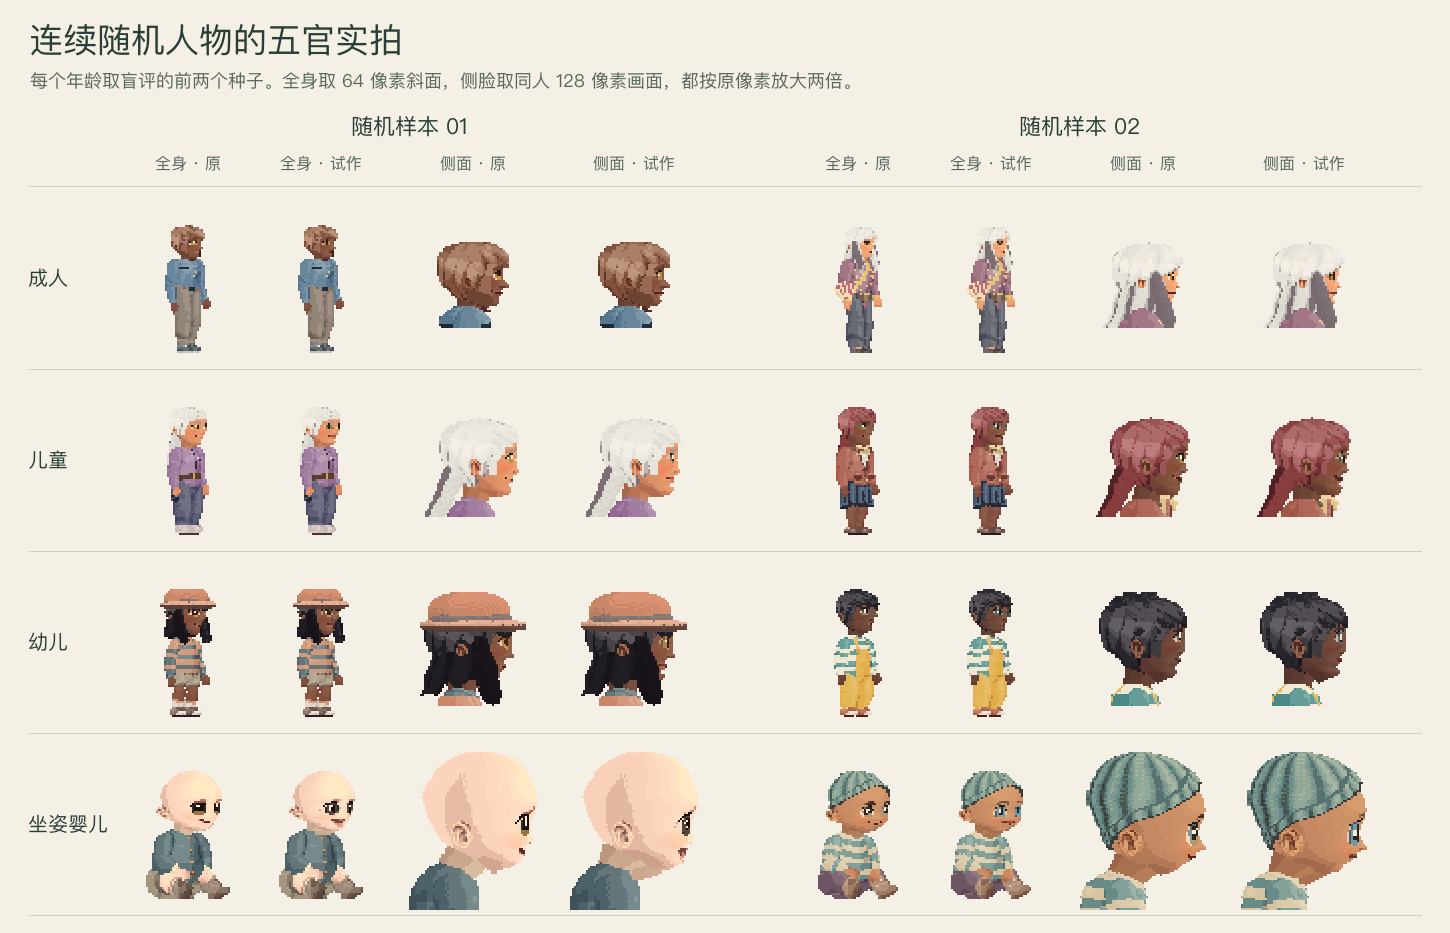 连续随机人物的五官实拍
每个年龄取盲评的前两个种子。全身取 64 像素斜面，侧脸取同人 128 像素画面，都按原像素放大两倍。
随机样本 01 随机样本 02
全身 · 原 全身 · 试作 侧面 · 原 侧面 · 试作 全身 · 原 全身 · 试作 侧面 · 原 侧面 · 试作
成人
儿童
幼儿
坐姿婴儿